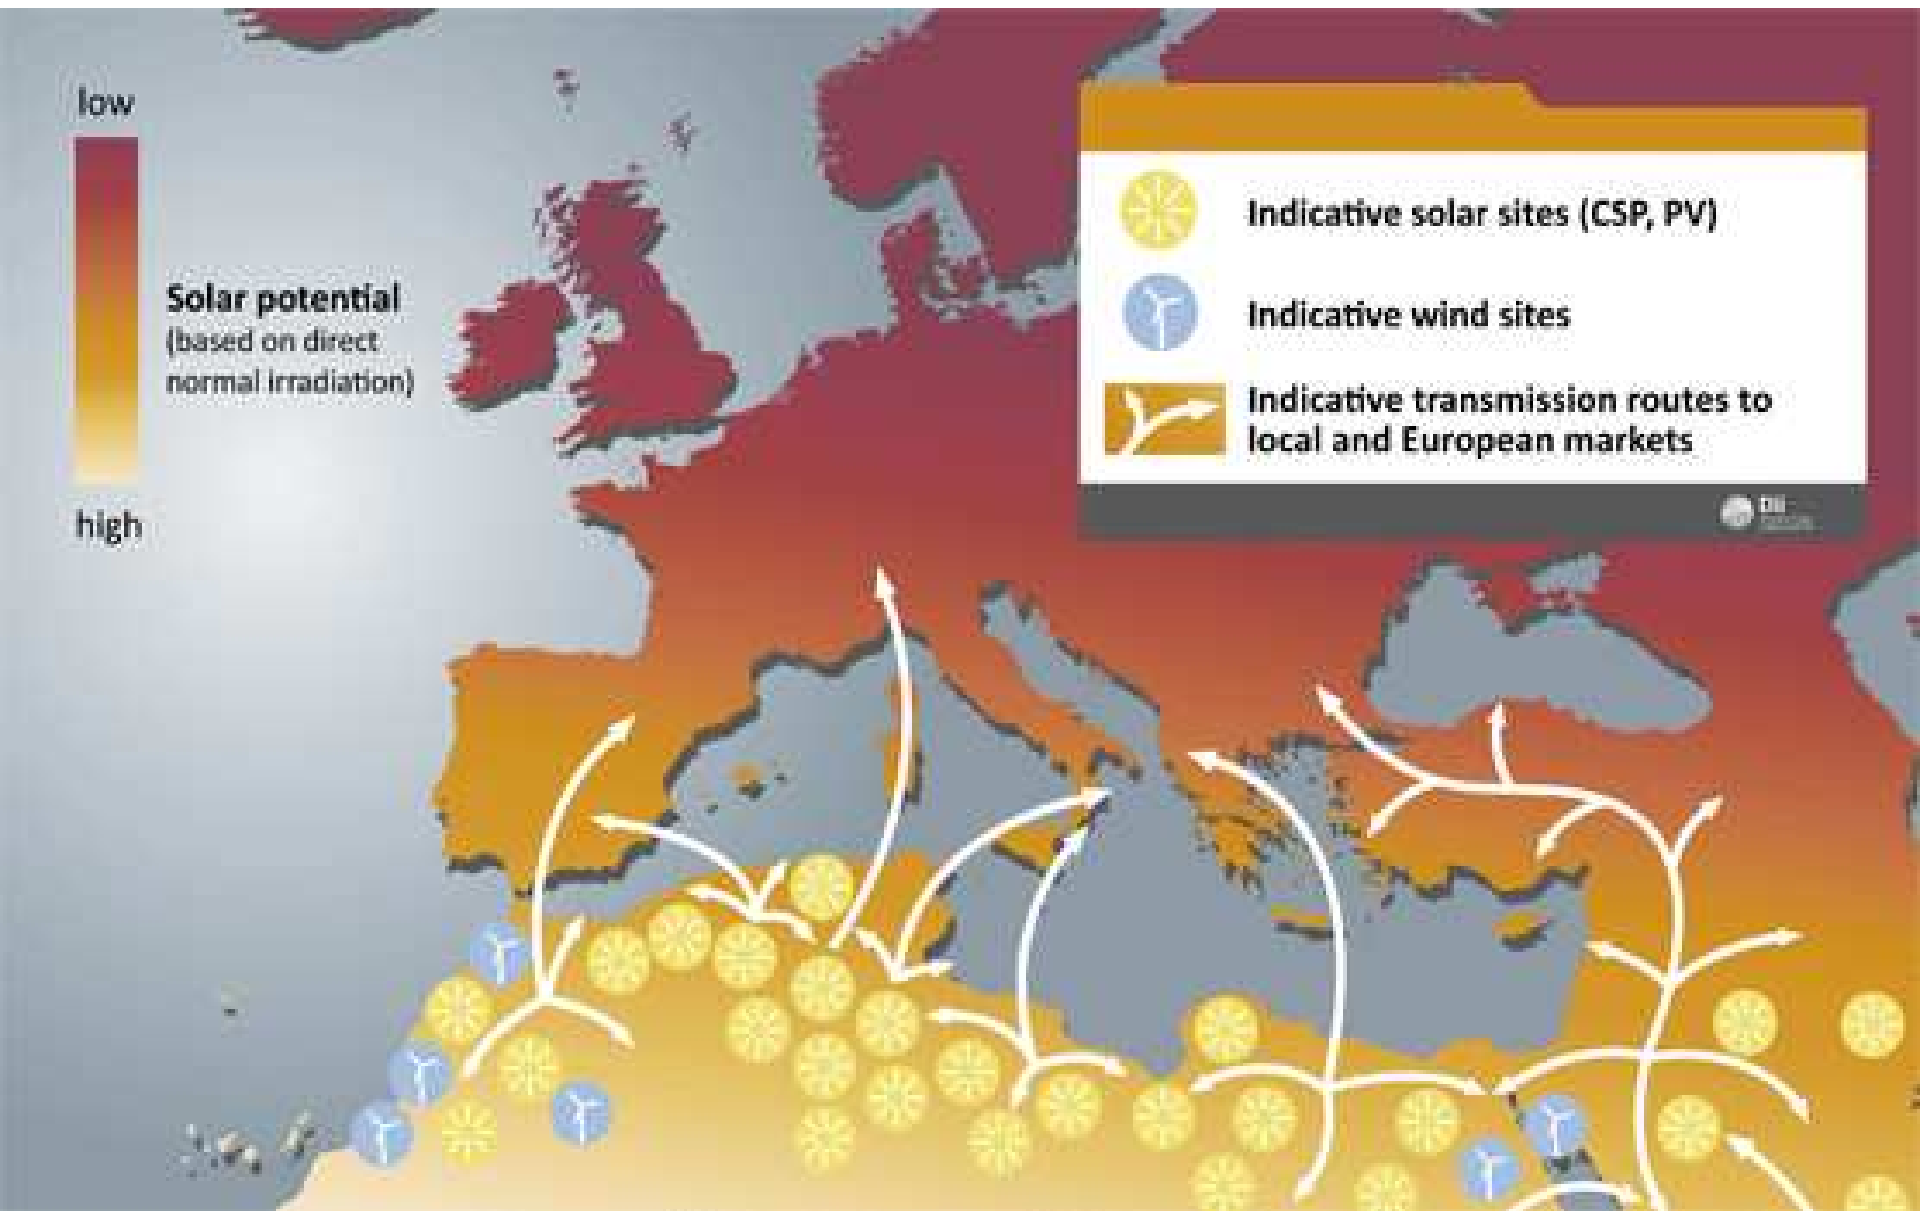 low
Solar potential
(based on direct
normal irradiation)
high
Indicative solar sites (CSP, PV)
Indicative wind sites
Indicative transmission routes to
local and European markets
Dii